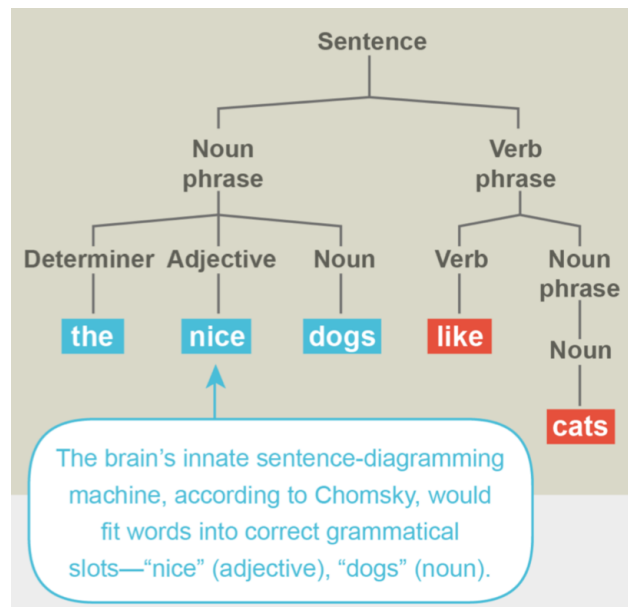 Sentence
Noun
phrase
Verb
phrase
Determiner Adjective Noun Verb Noun
phrase
the nice dogs like
Noun
cats
The brain’s innate sentence-diagramming
machine, according to Chomsky, would
fit words into correct grammatical
slots—“nice” (adjective), “dogs” (noun).